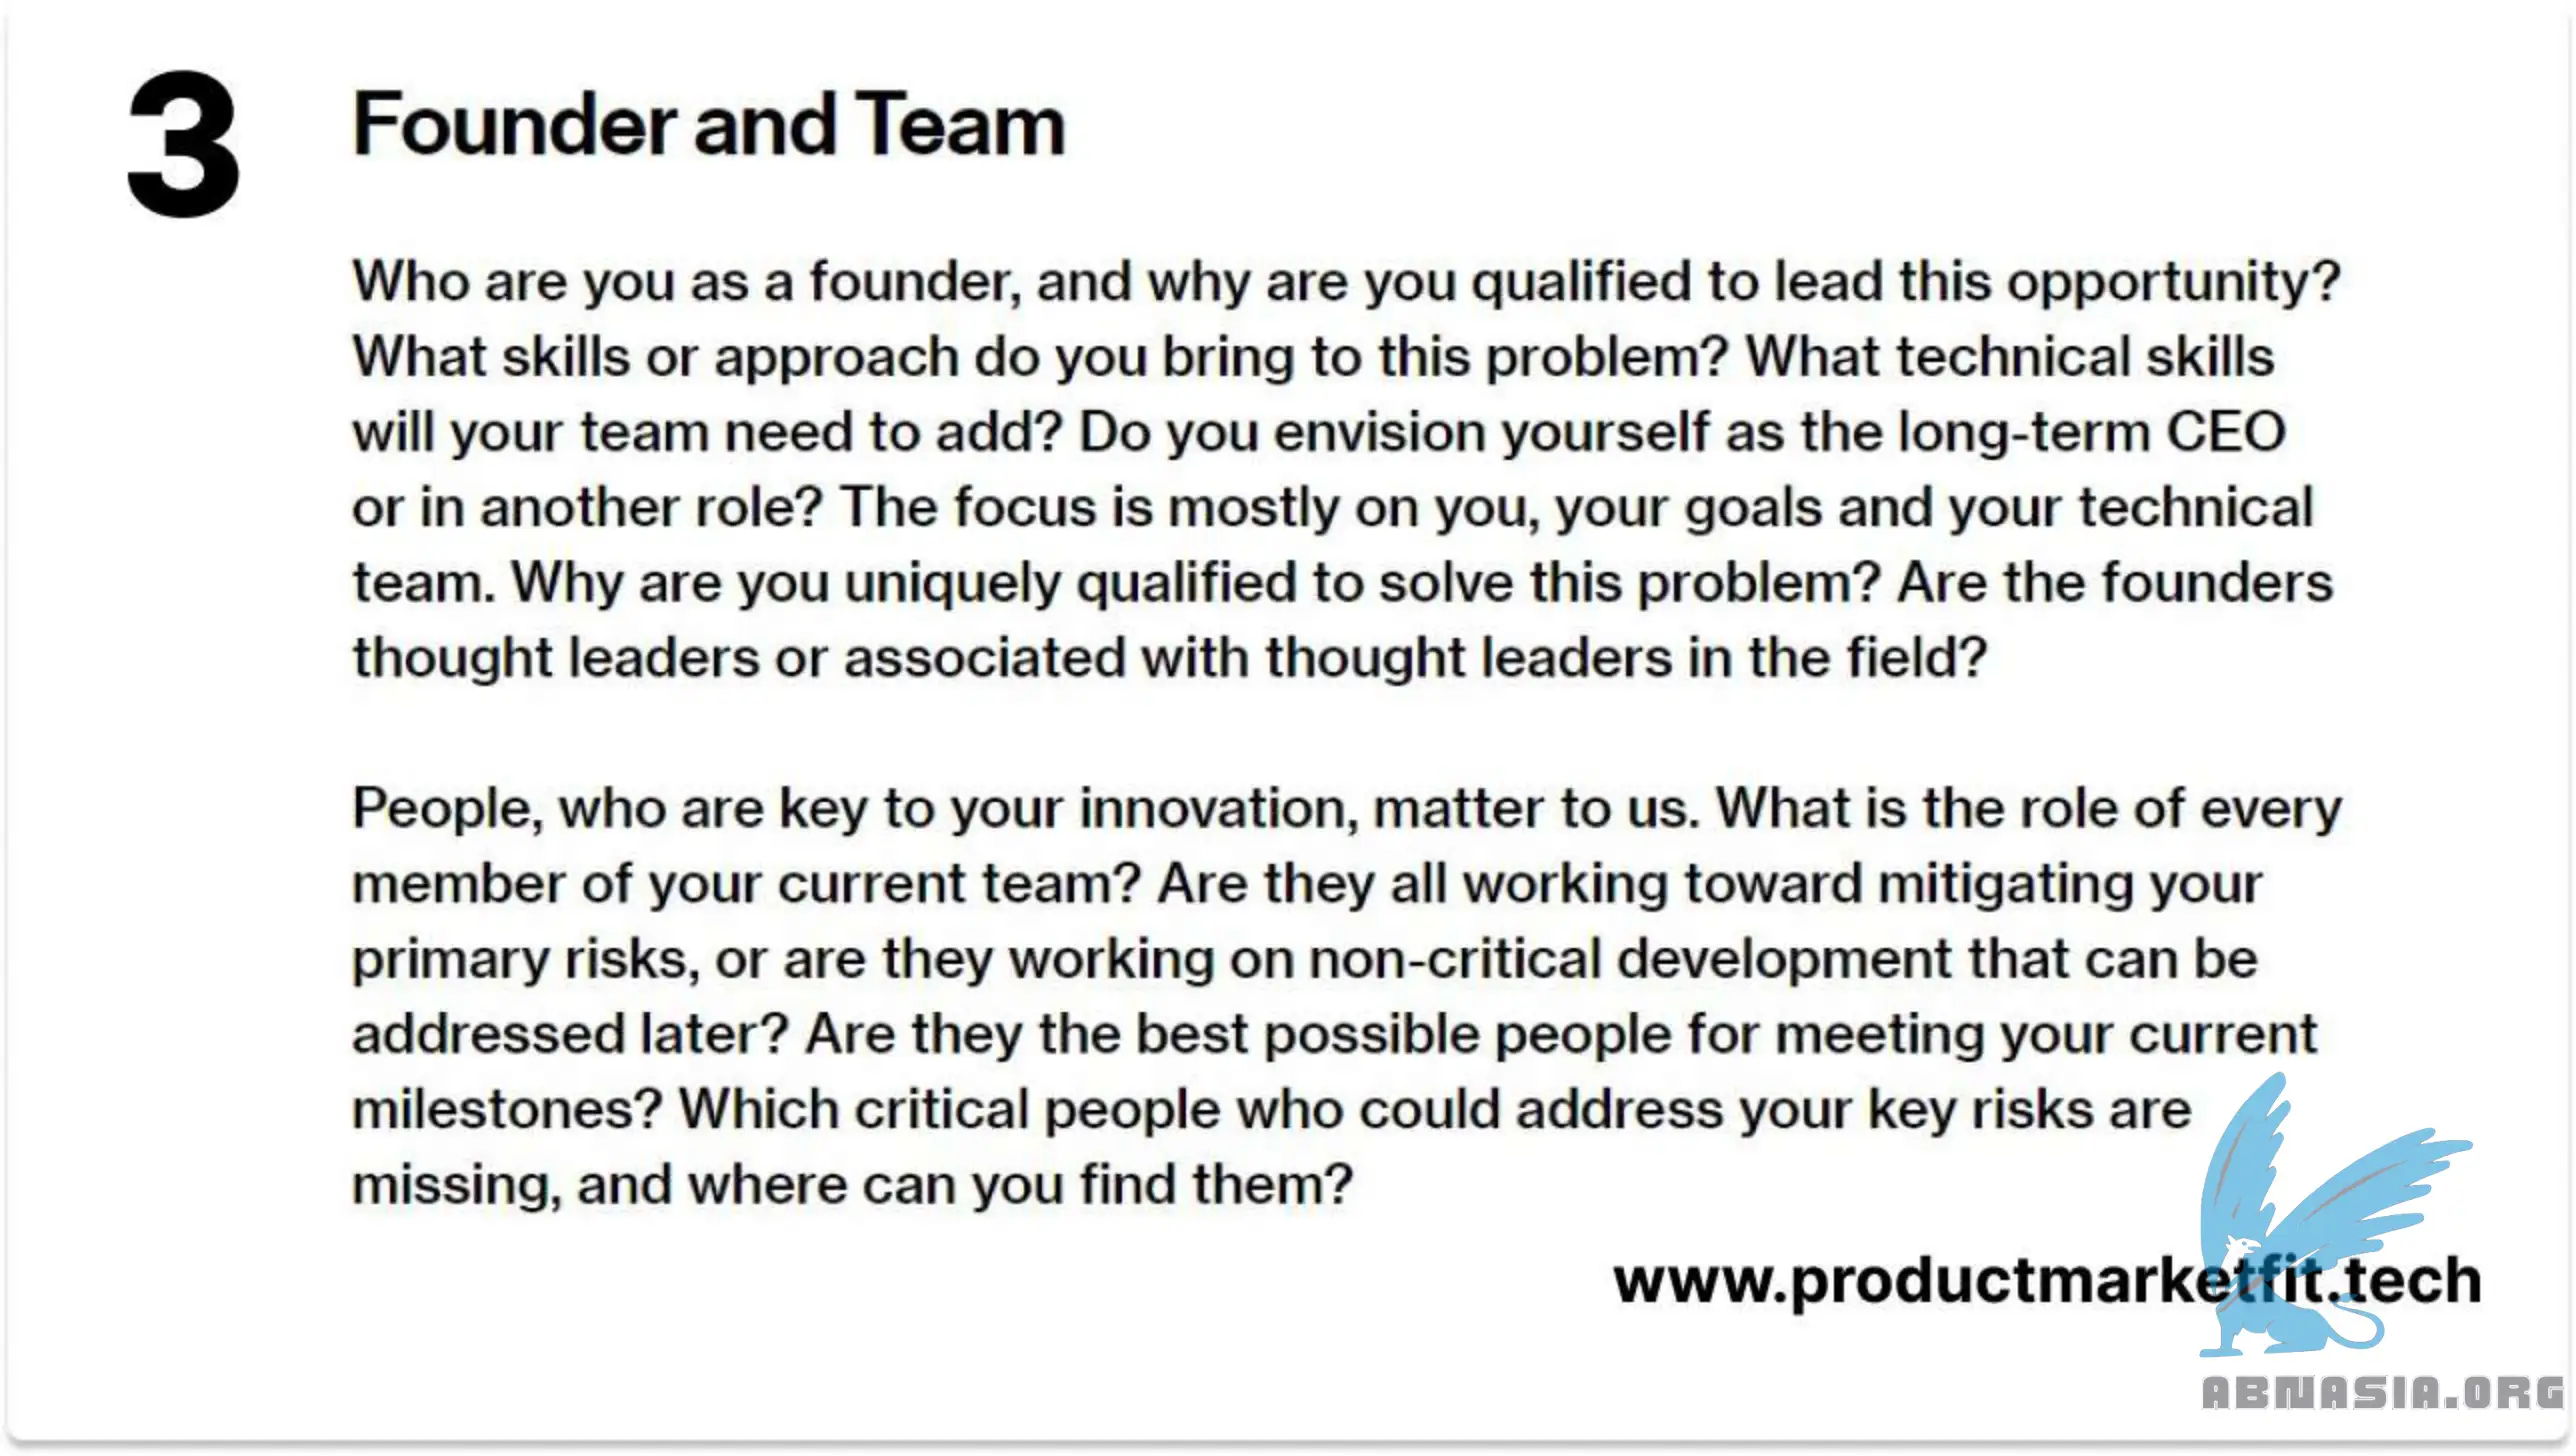 3
Founder and Team
Who are you as a founder, and why are you qualified to lead this opportunity?
What skills or approach do you bring to this problem? What technical skills
will your team need to add? Do you envision yourself as the long-term CEO
or in another role? The focus is mostly on you, your goals and your technical
team. Why are you uniquely qualified to solve this problem? Are the founders
thought leaders or associated with thought leaders in the field?
People, who are key to your innovation, matter to us. What is the role of every
member of your current team? Are they all working toward mitigating your
primary risks, or are they working on non-critical development that can be
addressed later? Are they the best possible people for meeting your current
milestones? Which critical people who could address your key risks are
missing, and where can you find them?
www.productmarketfit.tech
ABNASIA.ORG